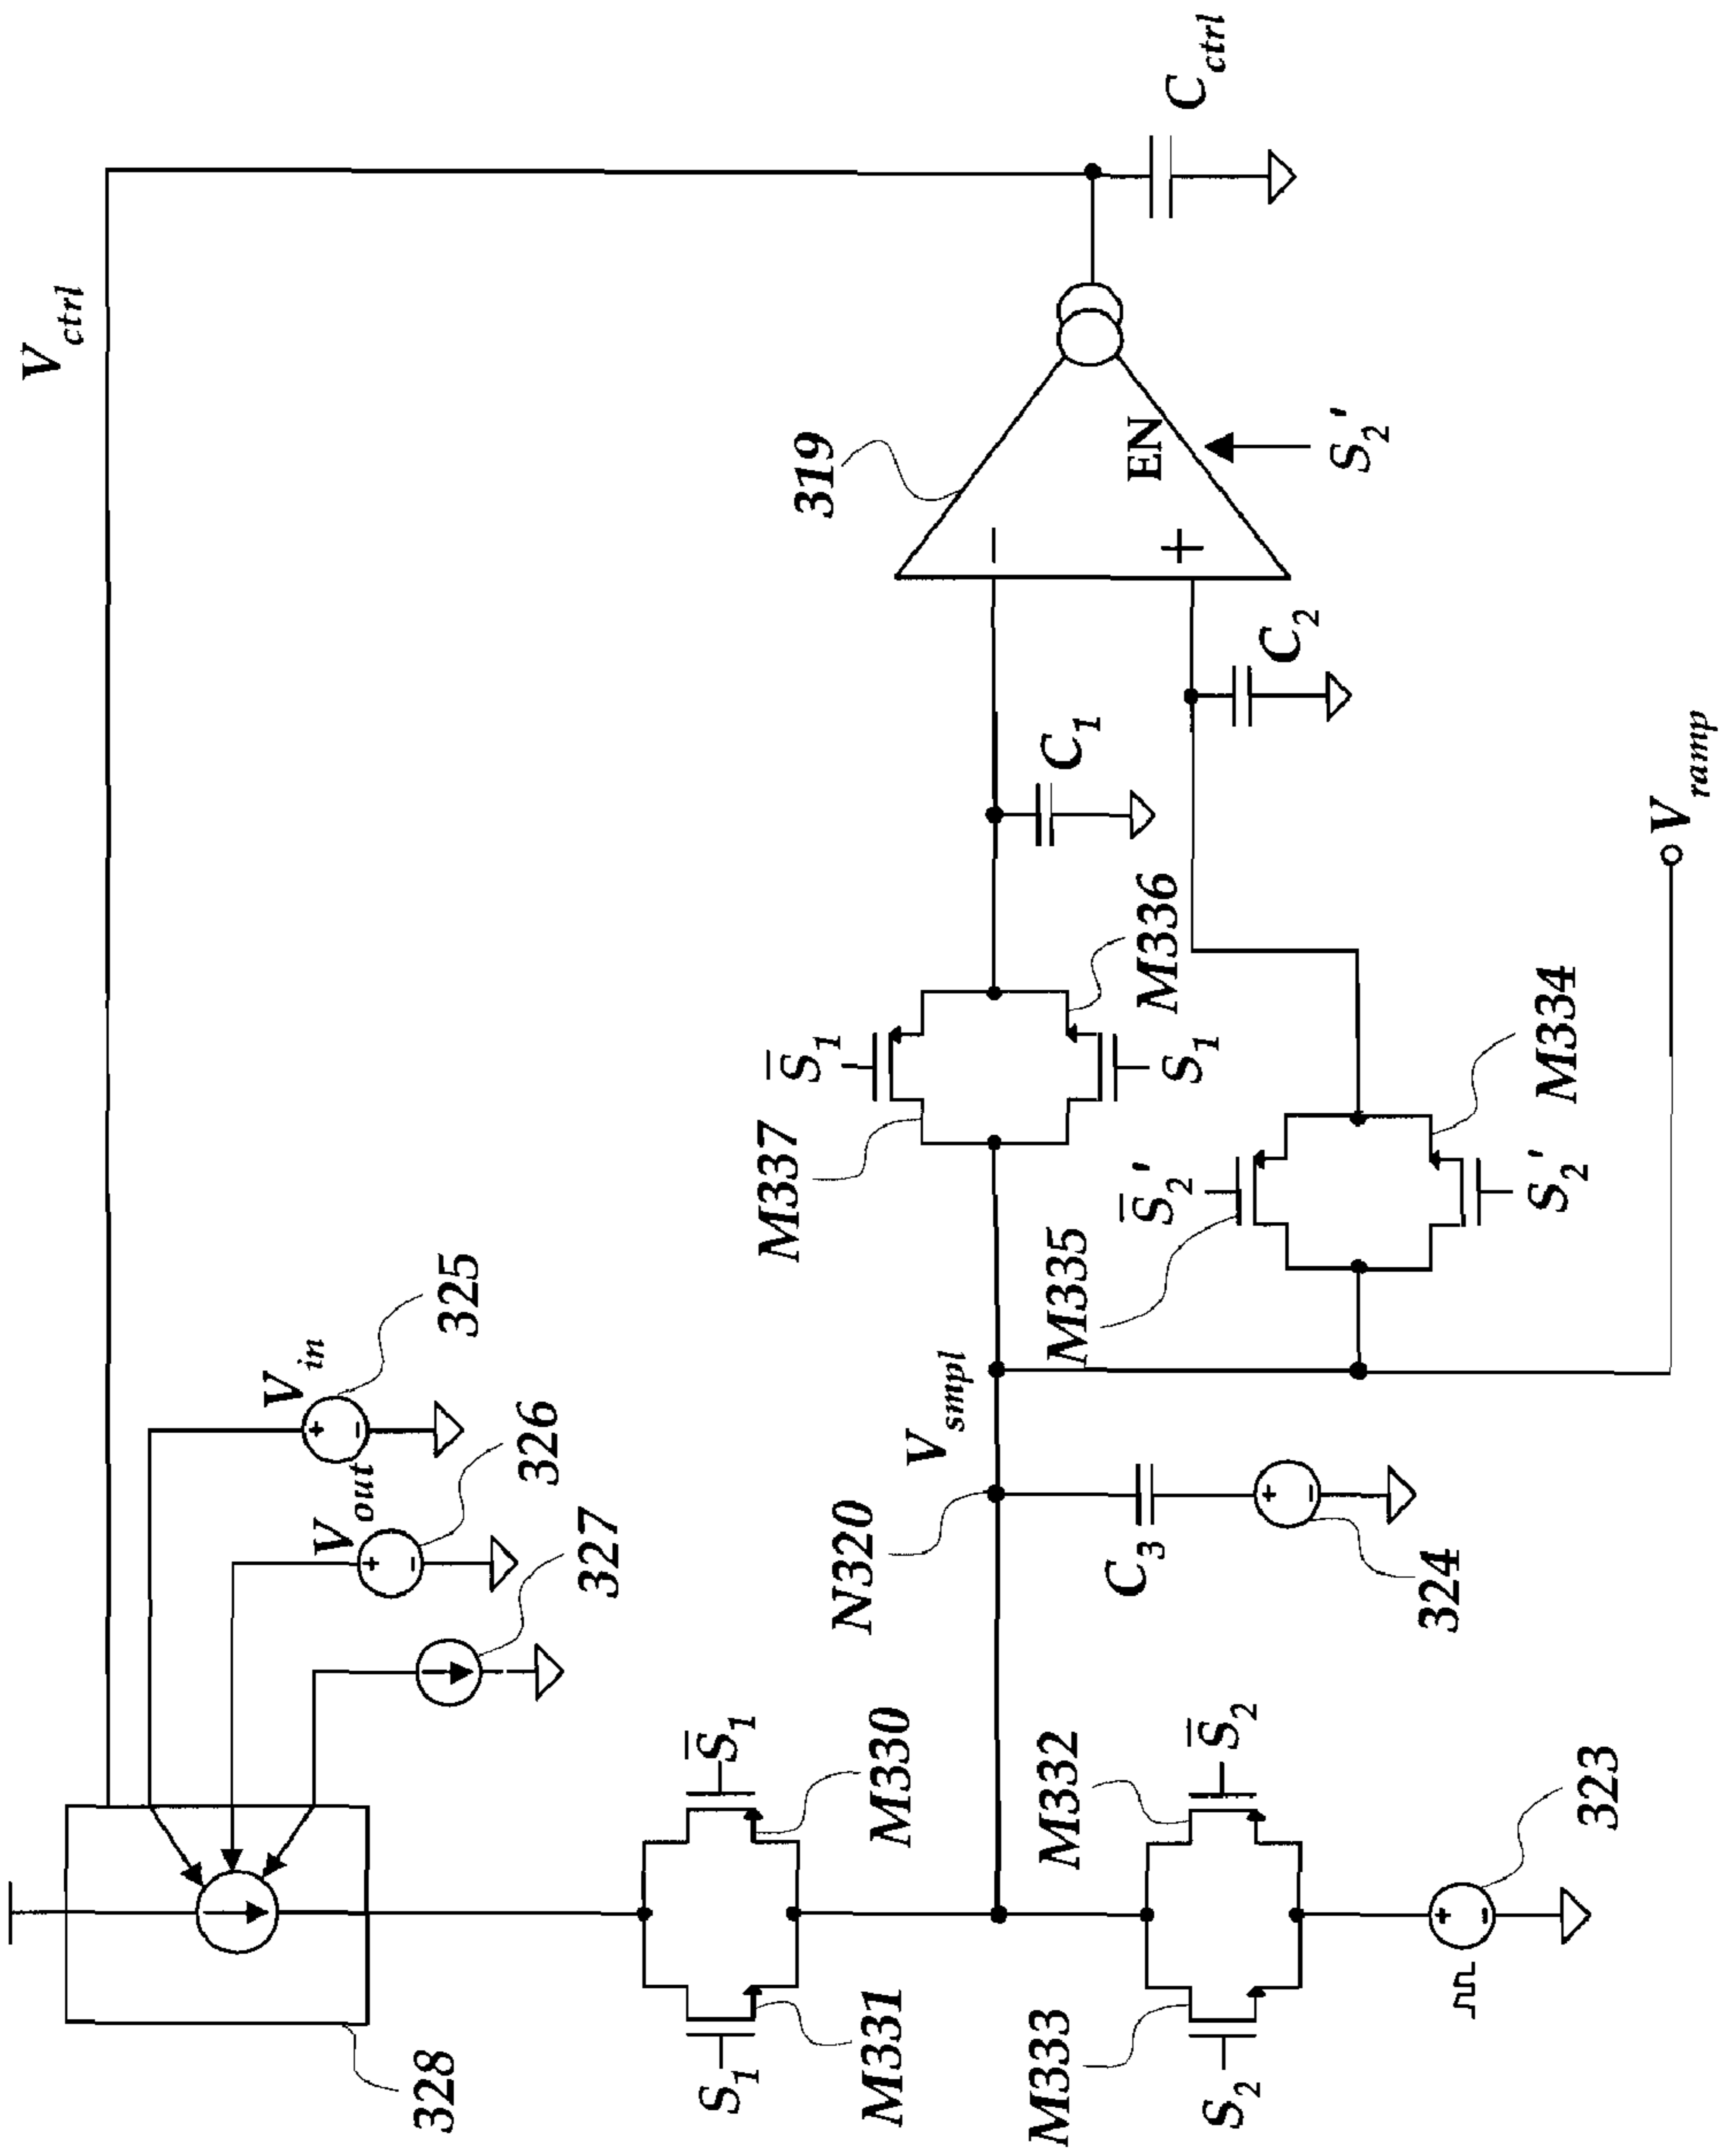 V_ctrl
C_ctrl
319
EN
S_2'
−
+
C_1
C_2
V_ramp
S̅_1
M337
M336
S_1
S̅_2'
M335
M334
S_2'
V_in
325
V_out
326
327
V_smpl
N320
C_3
324
328
S_1
M331
S̅_1
M330
S_2
M333
S̅_2
M332
323
+
−
+
−
+
−
+
−